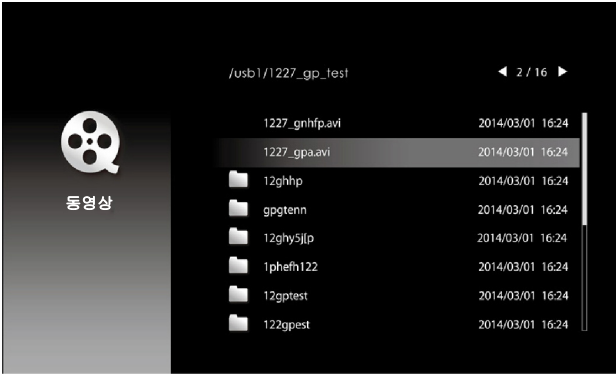 /usb1/1227_gp_test ◀ 2 / 16 ▶
1227_gnhfp.avi 2014/03/01 16:24
1227_gpa.avi 2014/03/01 16:24
12ghhp 2014/03/01 16:24
동영상
gpgtenn 2014/03/01 16:24
12ghy5j[p 2014/03/01 16:24
1phefh122 2014/03/01 16:24
12gptest 2014/03/01 16:24
122gpest 2014/03/01 16:24